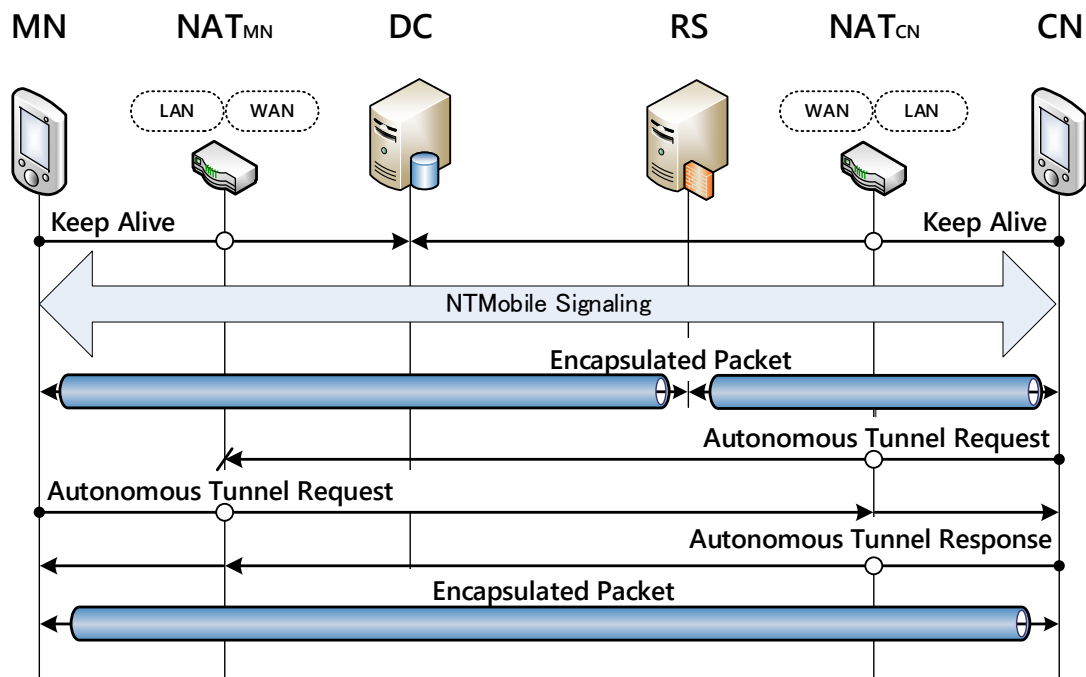 MN NATMN DC RS NATCN CN
LAN WAN WAN LAN
Keep Alive Keep Alive
NTMobile Signaling
Encapsulated Packet
Autonomous Tunnel Request
Autonomous Tunnel Request
Autonomous Tunnel Response
Encapsulated Packet